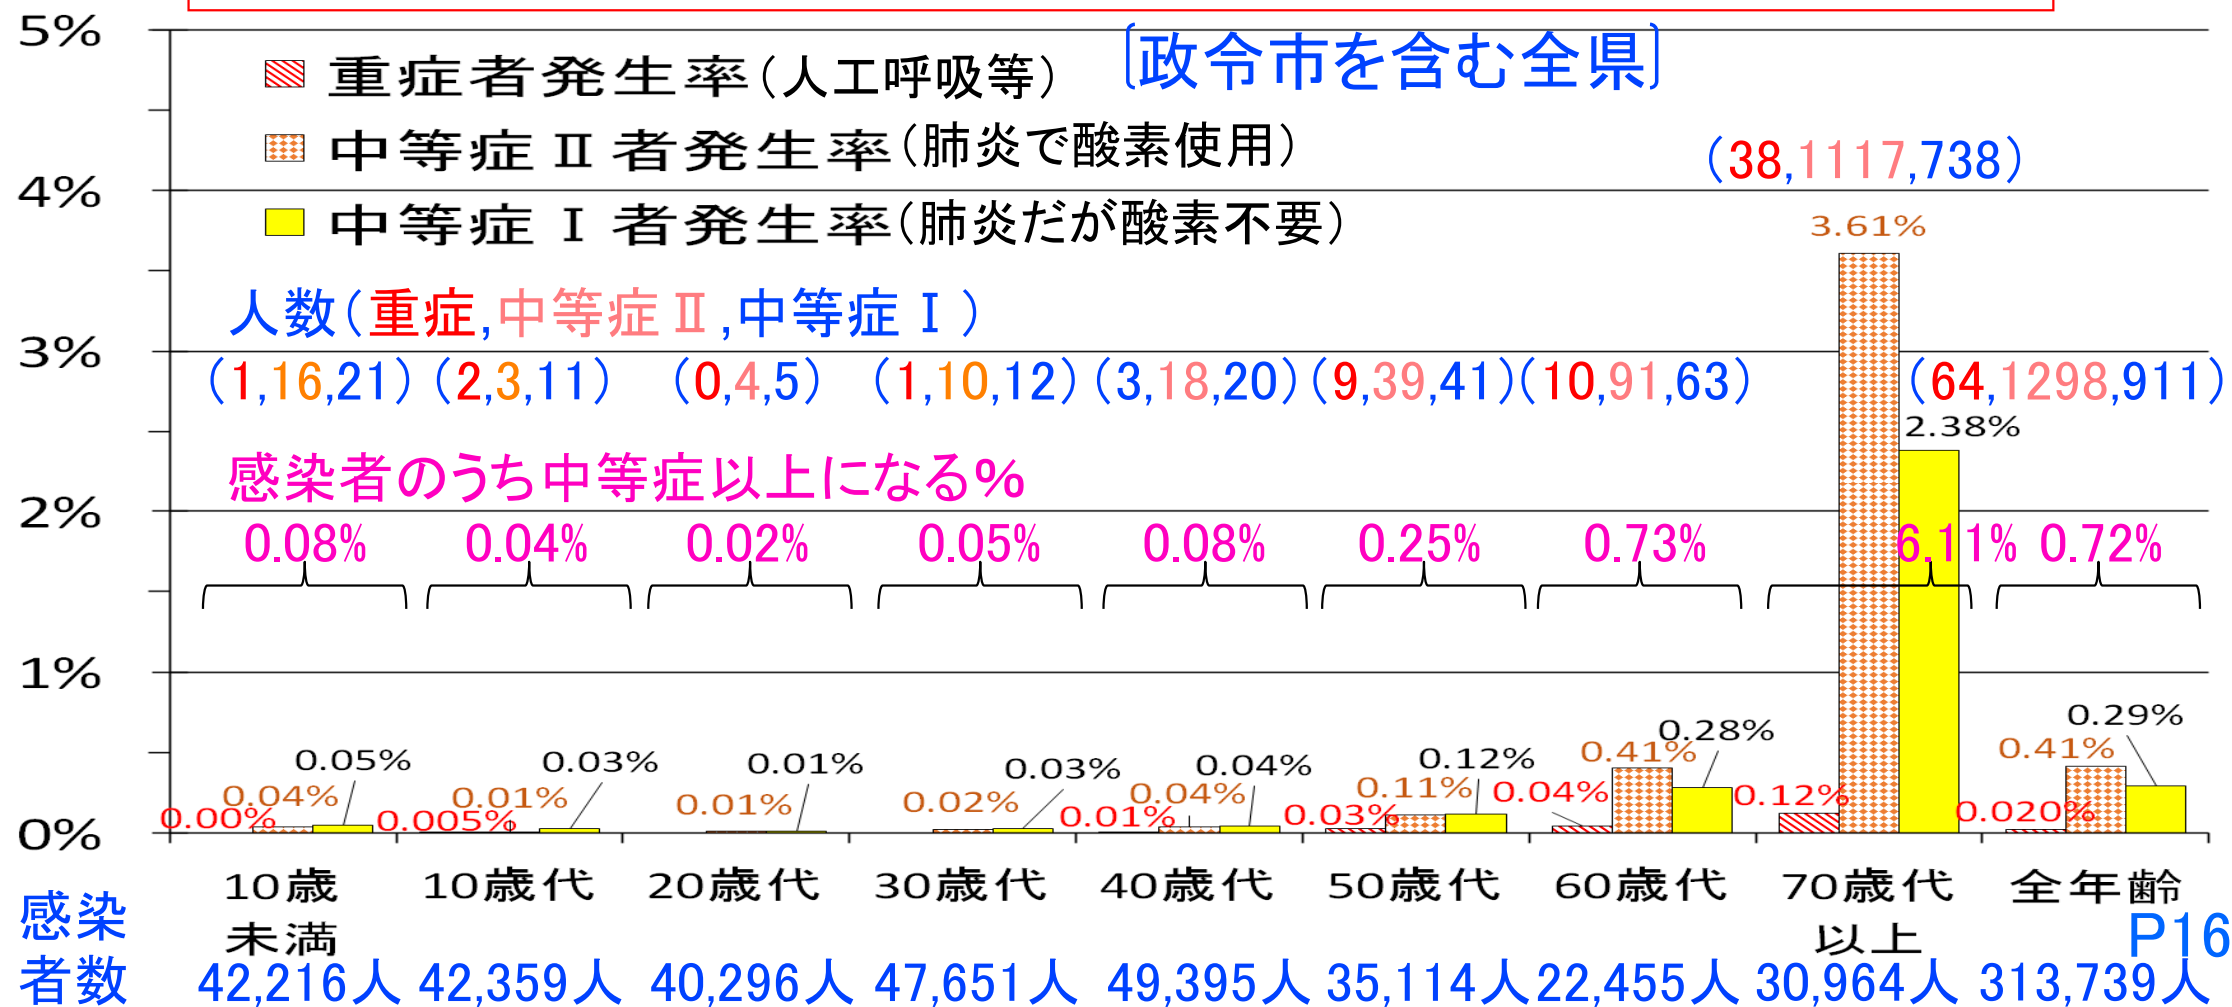 5%
〔政令市を含む全県〕
重症者発生率(人工呼吸等)
中等症Ⅱ者発生率(肺炎で酸素使用)
(38,1117,738)
4%
中等症Ⅰ者発生率(肺炎だが酸素不要)
3.61%
人数(重症,中等症Ⅱ,中等症Ⅰ)
3%
(1,16,21) (2,3,11) (0,4,5) (1,10,12) (3,18,20) (9,39,41) (10,91,63) (64,1298,911)
2.38%
感染者のうち中等症以上になる%
2%
0.08% 0.04% 0.02% 0.05% 0.08% 0.25% 0.73% 6.11% 0.72%
1%
0.00% 0.04% 0.05% 0.005% 0.01% 0.03% 0.01% 0.01% 0.02% 0.03% 0.01% 0.04% 0.04% 0.03% 0.11% 0.12% 0.04% 0.41% 0.28% 0.12% 0.020% 0.41% 0.29%
0%
10歳未満 10歳代 20歳代 30歳代 40歳代 50歳代 60歳代 70歳代以上 全年齢
P16
感染者数 42,216人 42,359人 40,296人 47,651人 49,395人 35,114人 22,455人 30,964人 313,739人